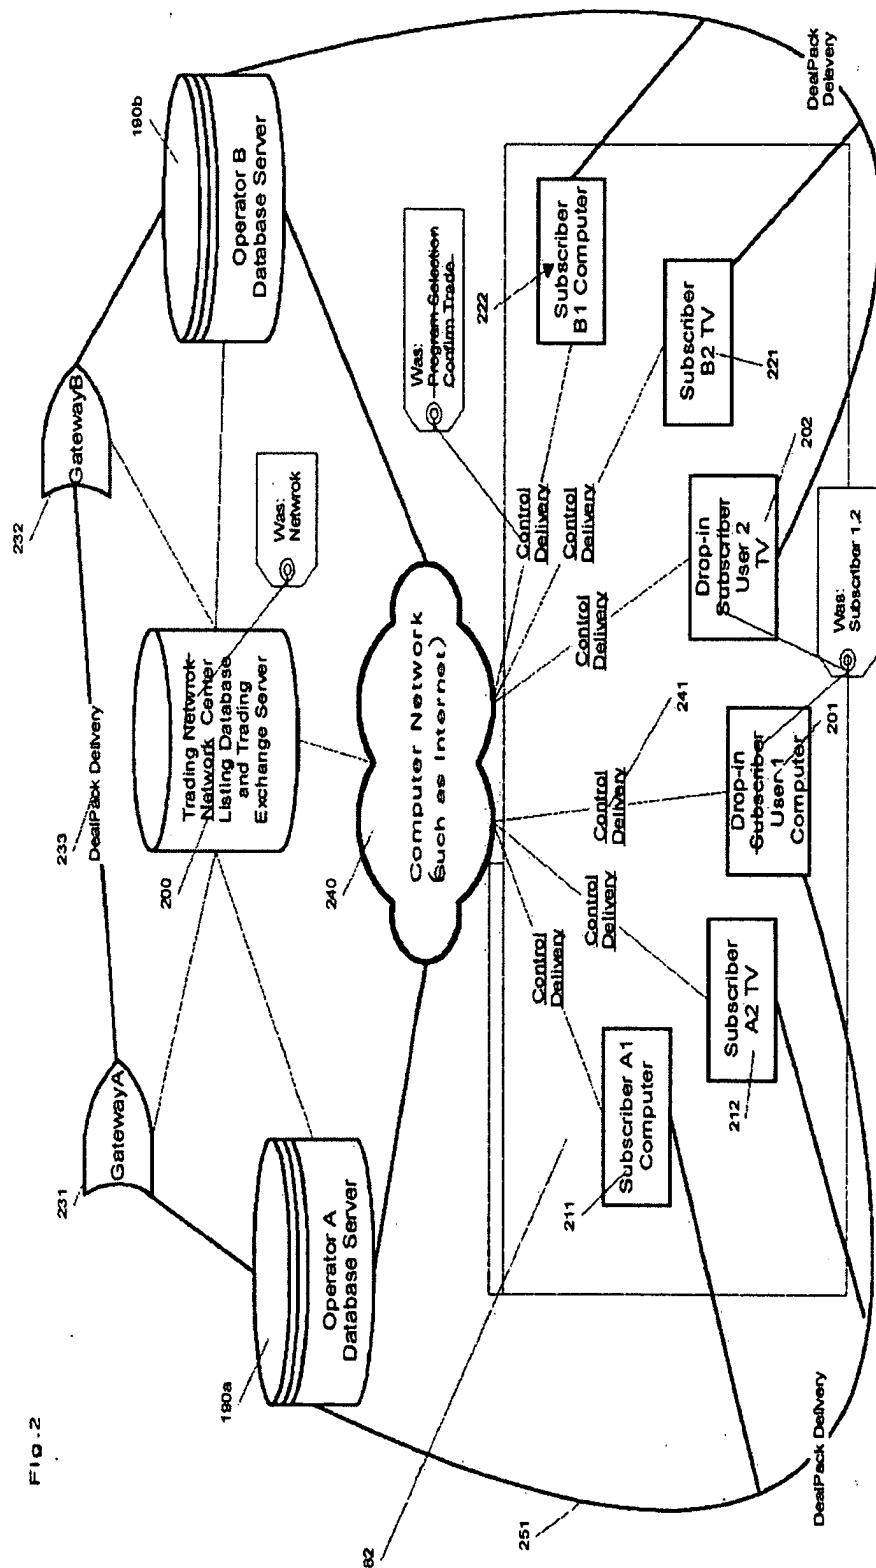 Fig.2
231
GatewayA
233
DealPack Delivery
232
GatewayB
190a
Operator A
Database Server
200
Trading Netwrok
Network Center
Listing Database
and Trading
Exchange Server
Was:
Netwrok
190b
Operator B
Database Server
240
Computer Network
(Such as Internet)
Was:
Program Selection
Confirm Trade
Control
Delivery
Control
Delivery
Control
Delivery
241
Control
Delivery
Control
Delivery
Control
Delivery
222
Subscriber
B1 Computer
211
Subscriber A1
Computer
212
Subscriber
A2 TV
Drop-in
Subscriber
User 1
Computer
201
Drop-in
Subscriber
User 2
TV
202
Subscriber
B2 TV
221
Was:
Subscriber 1,2
82
251
DealPack Delivery
DealPack
Delevery